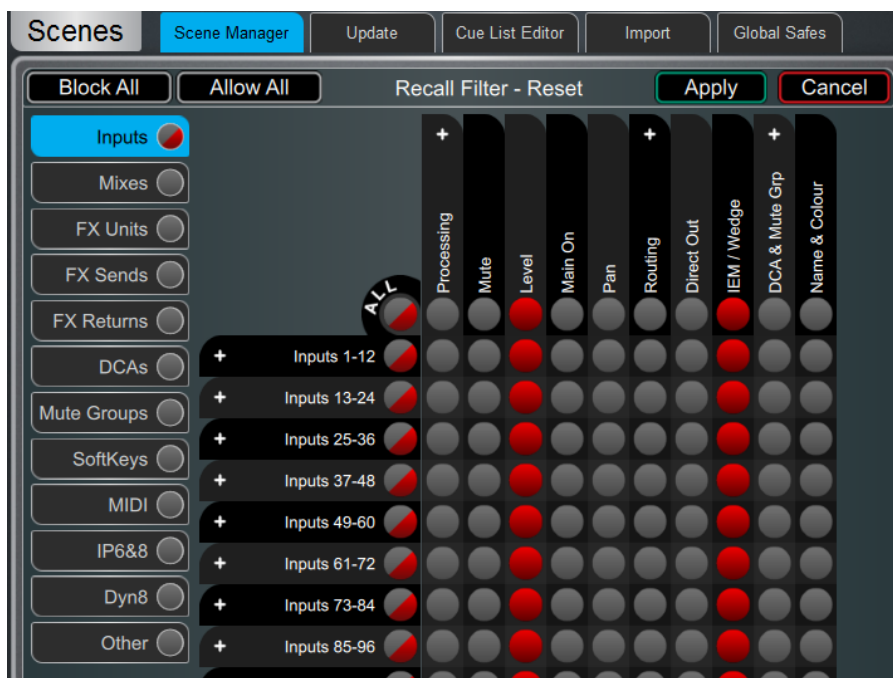 Scenes
Scene Manager
Update
Cue List Editor
Import
Global Safes
Block All
Allow All
Recall Filter - Reset
Apply
Cancel
Inputs
Mixes
FX Units
FX Sends
FX Returns
DCAs
Mute Groups
SoftKeys
MIDI
IP6&8
Dyn8
Other
+
+
+
Processing
Mute
Level
Main On
Pan
Routing
Direct Out
IEM / Wedge
DCA & Mute Grp
Name & Colour
ALL
+ Inputs 1-12
+ Inputs 13-24
+ Inputs 25-36
+ Inputs 37-48
+ Inputs 49-60
+ Inputs 61-72
+ Inputs 73-84
+ Inputs 85-96